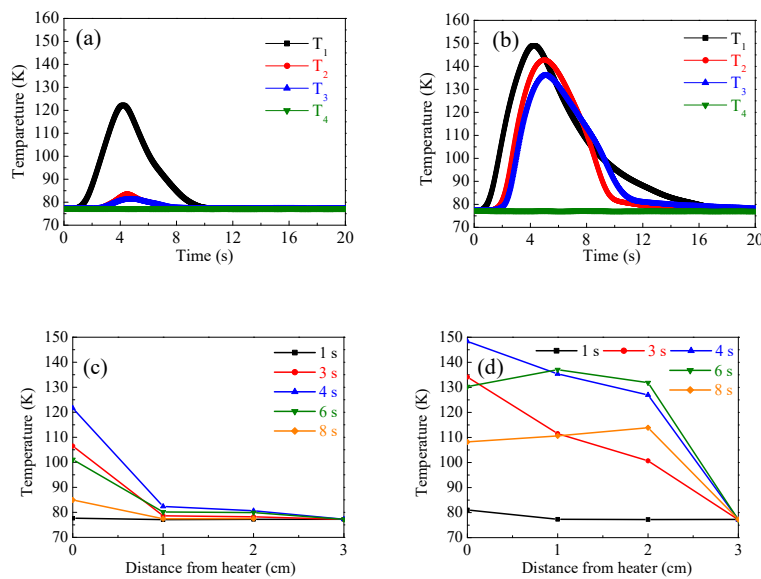 (a)
T1
T2
T3
T4
160
150
140
130
120
110
100
90
80
70
0 4 8 12 16 20
Tempareture (K)
Time (s)
(b)
T1
T2
T3
T4
160
150
140
130
120
110
100
90
80
70
0 4 8 12 16 20
Temperature (K)
Time (s)
(c)
1 s
3 s
4 s
6 s
8 s
150
140
130
120
110
100
90
80
70
0 1 2 3
Temperature (K)
Distance from heater (cm)
(d)
1 s 3 s 4 s
6 s
8 s
150
140
130
120
110
100
90
80
70
0 1 2 3
Temperature (K)
Distance from heater (cm)